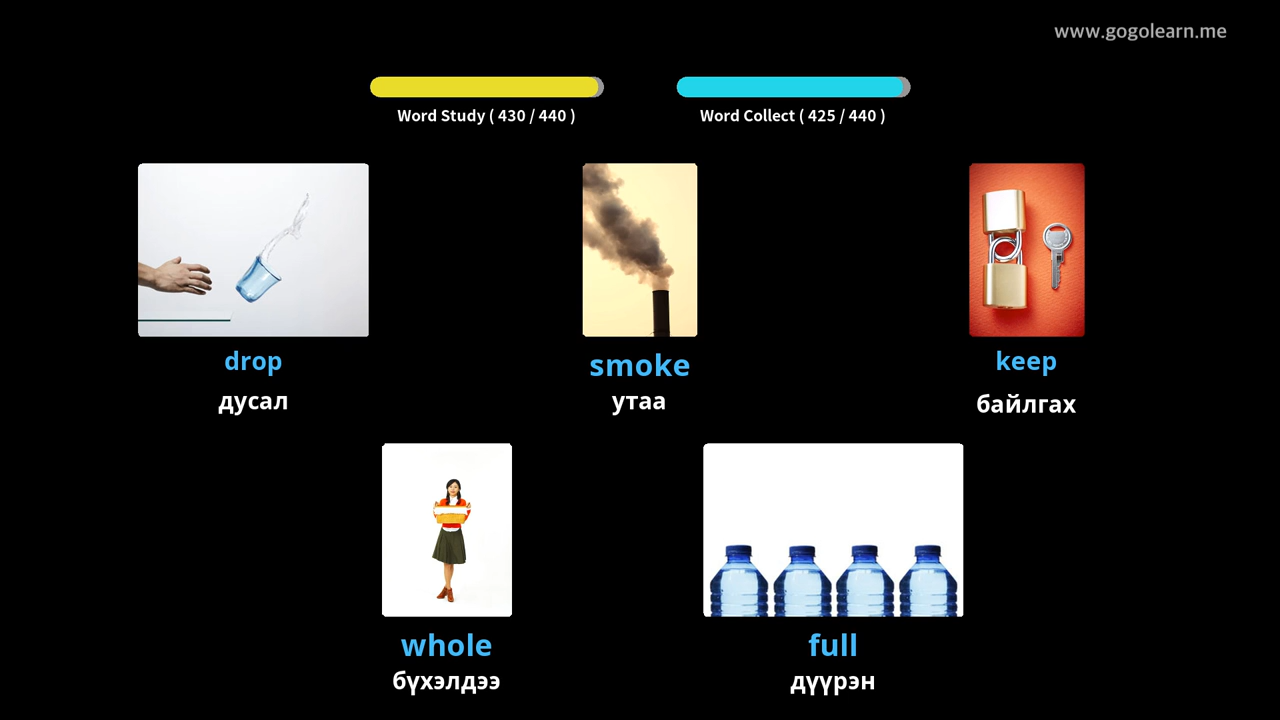 www.gogolearn.me
Word Study ( 430 / 440 )
Word Collect ( 425 / 440 )
drop
дусал
smoke
утаа
keep
байлгах
whole
бүхэлдээ
full
дүүрэн